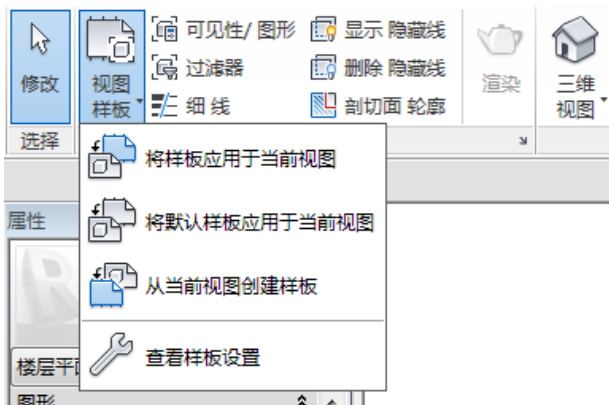 可见性/ 图形 显示 隐藏线
过滤器 删除 隐藏线
修改 视图 样板 细线 剖切面 轮廓 渲染 三维 视图
选择
将样板应用于当前视图
将默认样板应用于当前视图
从当前视图创建样板
查看样板设置
属性
楼层平
图形